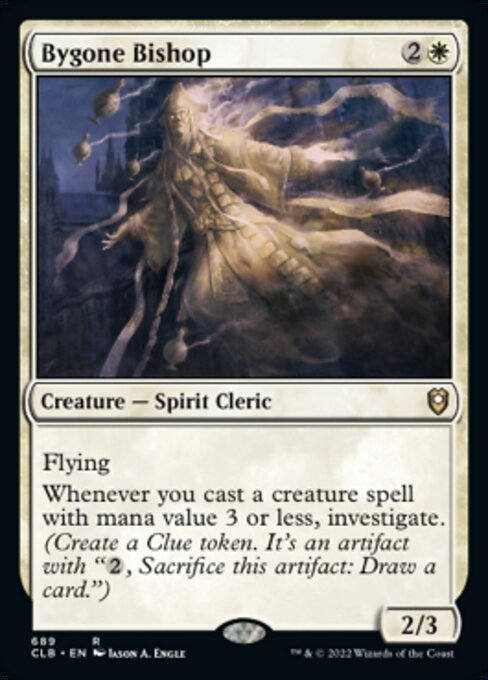 Bygone Bishop 2
Creature — Spirit Cleric
Flying
Whenever you cast a creature spell
with mana value 3 or less, investigate.
(Create a Clue token. It's an artifact
with “2, Sacrifice this artifact: Draw a
card.”)
2/3
689 R
CLB • EN Jason A. Engle
™ & © 2022 Wizards of the Coast